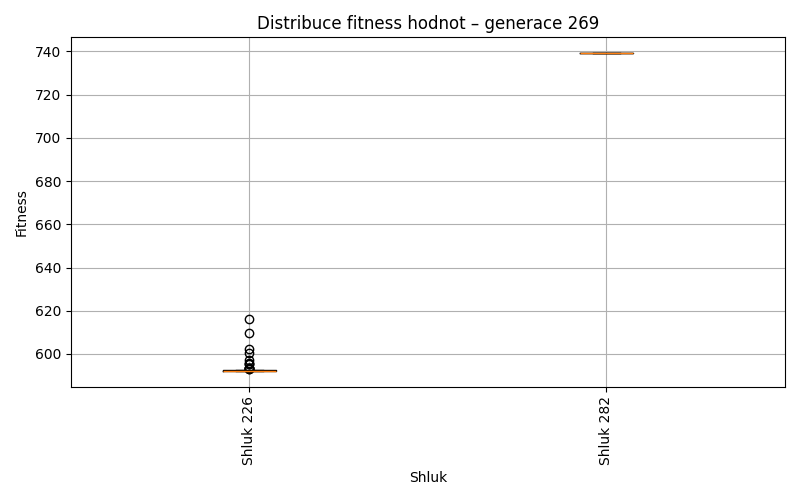 Distribuce fitness hodnot – generace 269
740
720
700
680
660
640
620
600
Fitness
Shluk 226
Shluk 282
Shluk